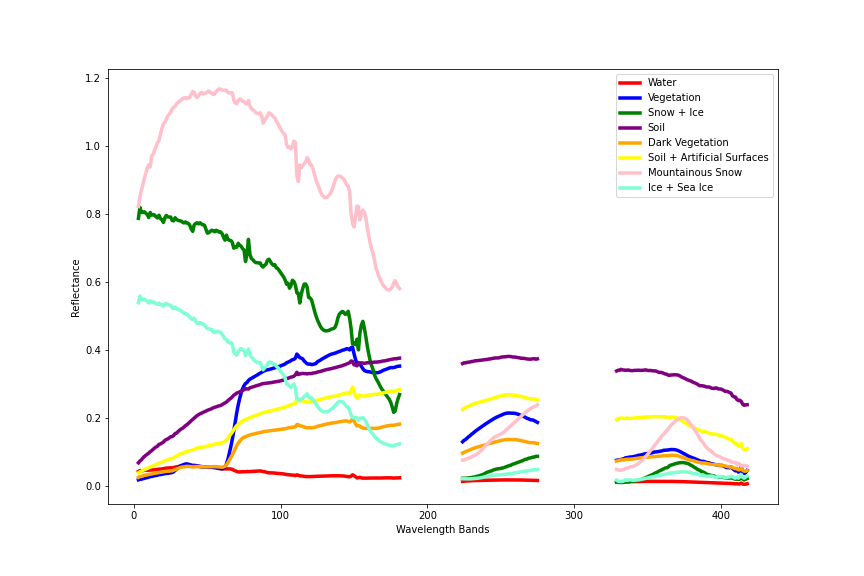 1.2
1.0
0.8
0.6
0.4
0.2
0.0
Reflectance
0
100
200
300
400
Wavelength Bands
Water
Vegetation
Snow + Ice
Soil
Dark Vegetation
Soil + Artificial Surfaces
Mountainous Snow
Ice + Sea Ice